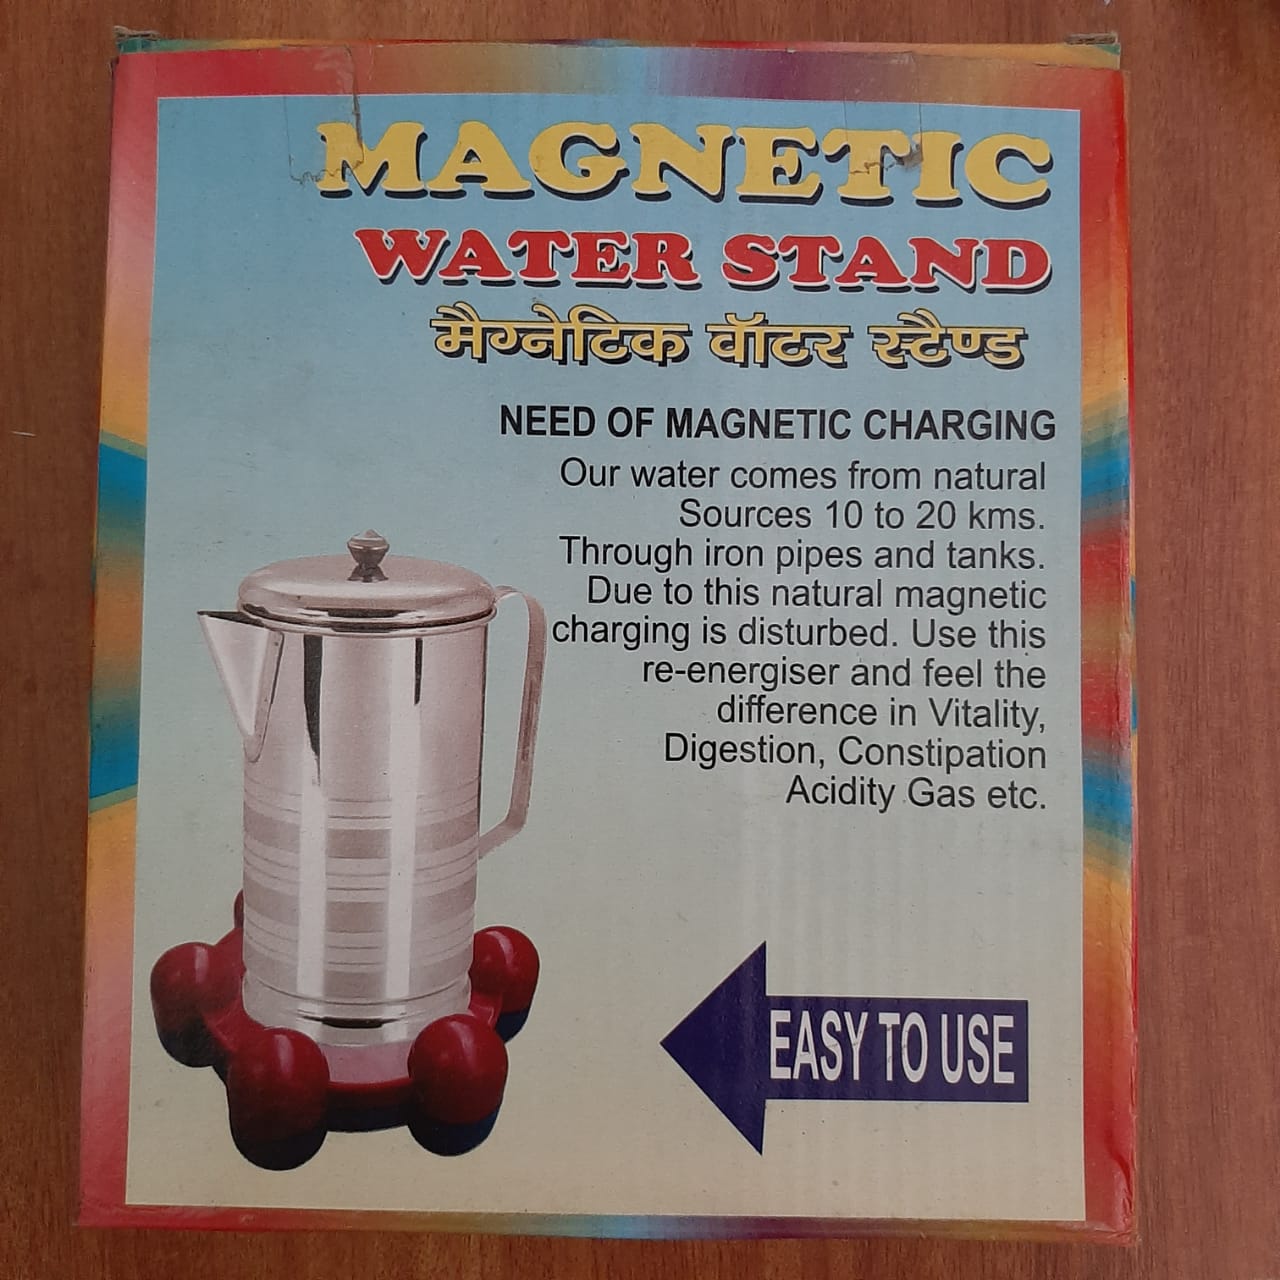 MAGNETIC
WATER STAND
मैग्नेटिक वॉटर स्टैण्ड
NEED OF MAGNETIC CHARGING
Our water comes from natural
Sources 10 to 20 kms.
Through iron pipes and tanks.
Due to this natural magnetic
charging is disturbed. Use this
re-energiser and feel the
difference in Vitality,
Digestion, Constipation
Acidity Gas etc.
EASY TO USE